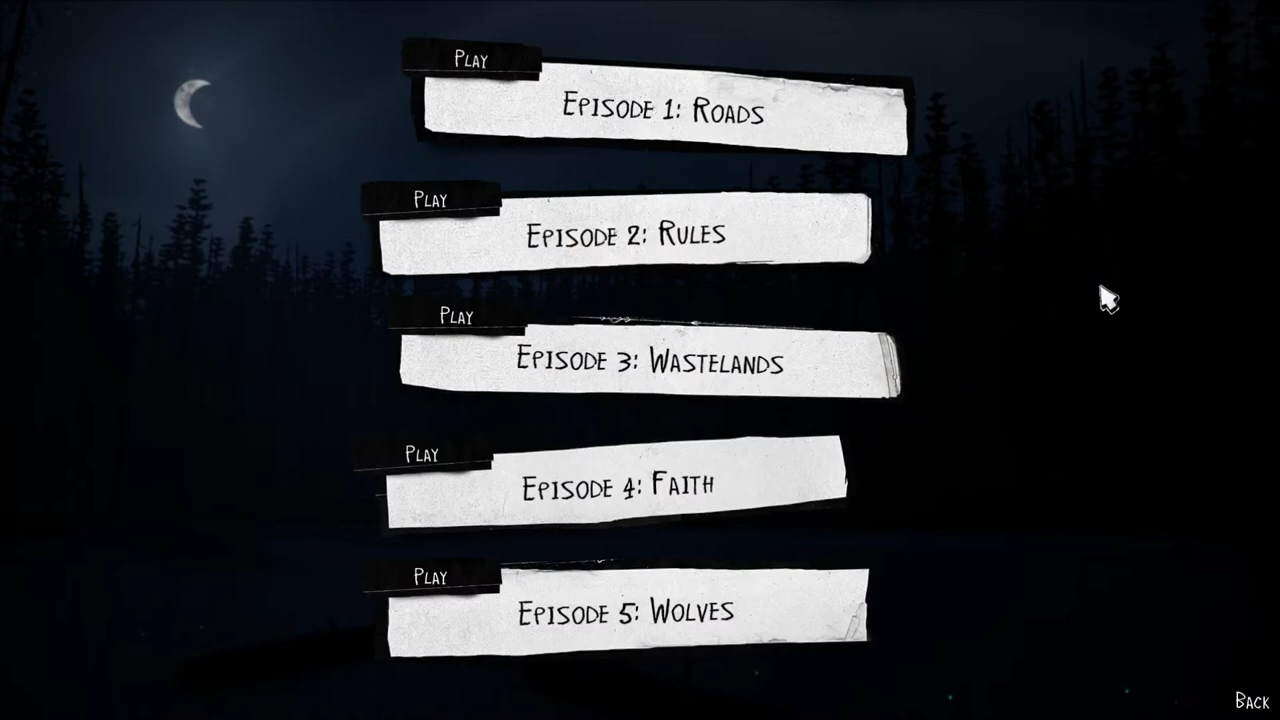 Play
Episode 1: Roads
Play
Episode 2: Rules
Play
Episode 3: Wastelands
Play
Episode 4: Faith
Play
Episode 5: Wolves
Back